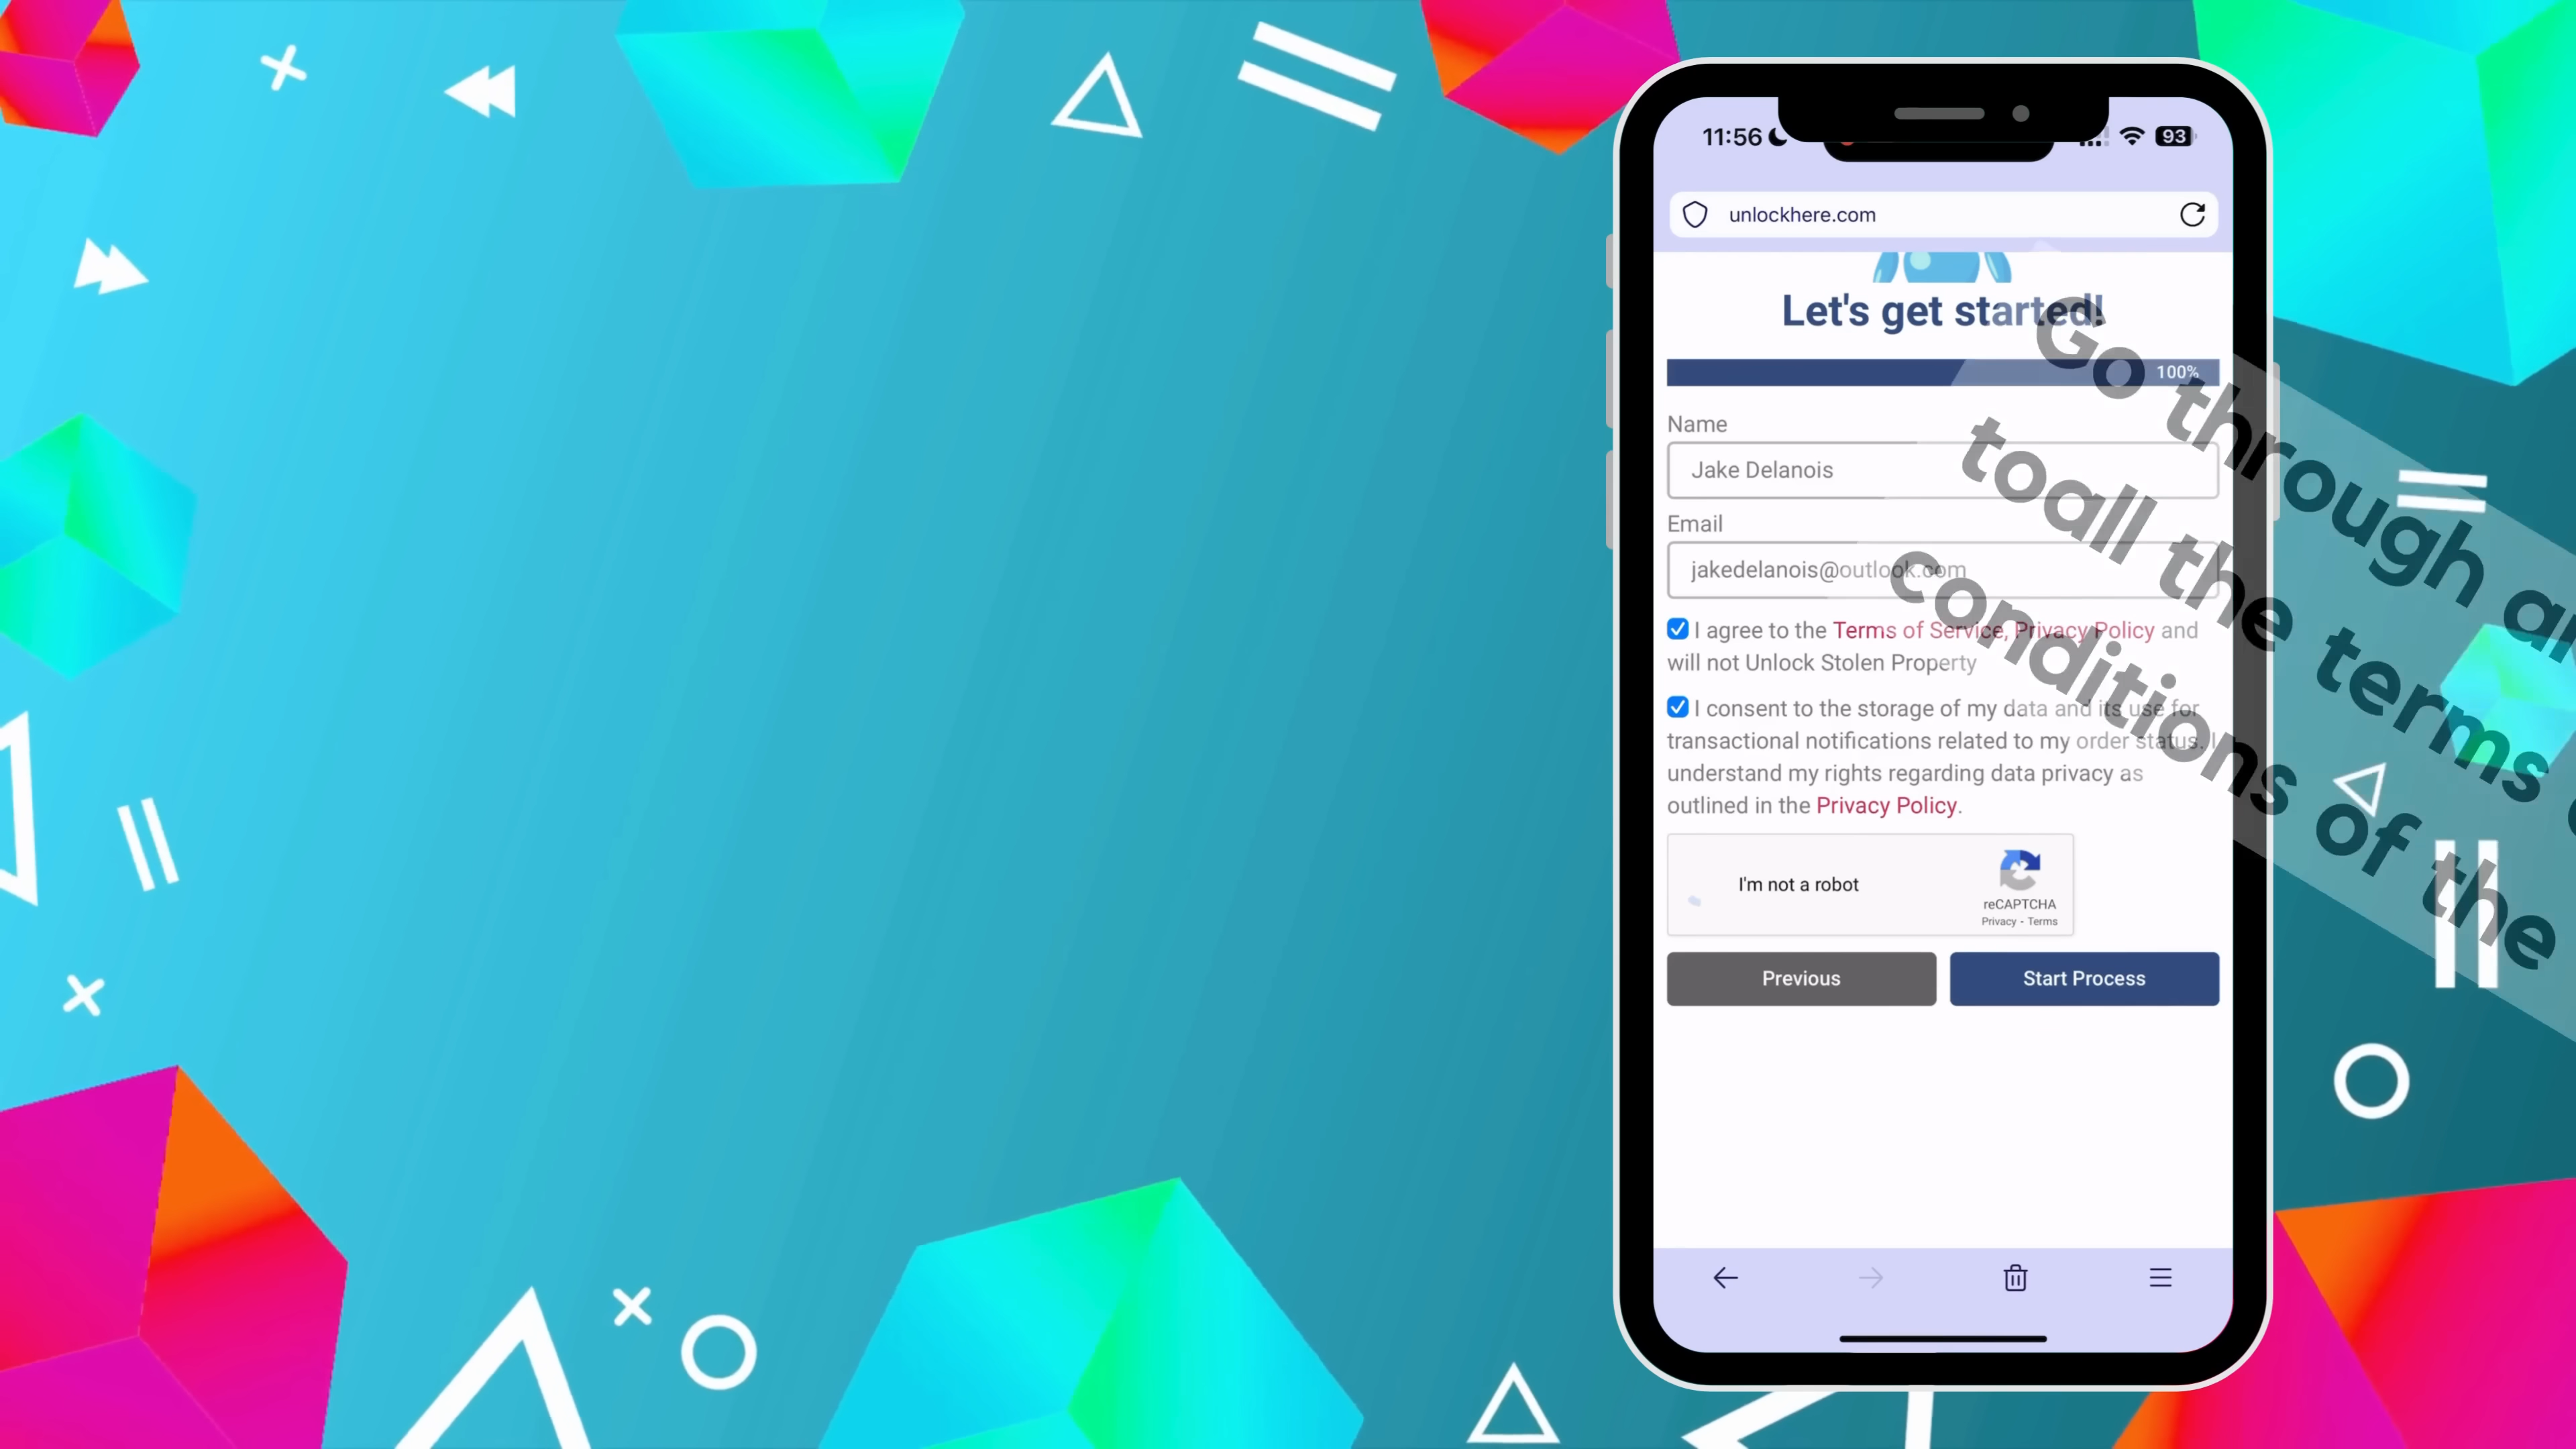 11:56
93
unlockhere.com
Let's get started!
100%
Name
Jake Delanois
Email
jakedelanois@outlook.com
I agree to the Terms of Service, Privacy Policy and
will not Unlock Stolen Property
I consent to the storage of my data and its use for
transactional notifications related to my order status. I
understand my rights regarding data privacy as
outlined in the Privacy Policy.
I'm not a robot
reCAPTCHA
Privacy - Terms
Previous
Start Process
Go through
toall the terms
conditions of the